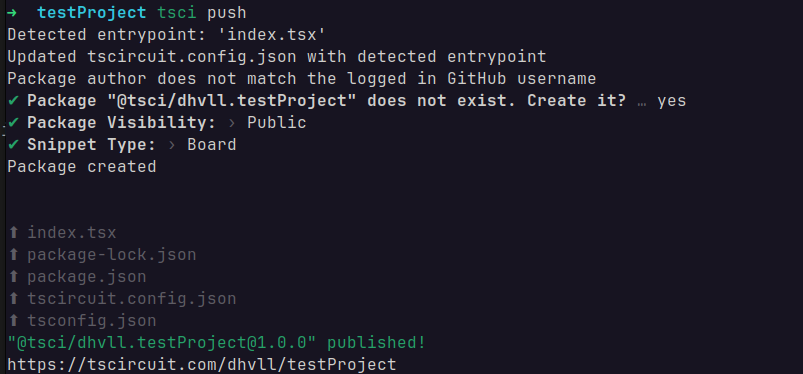 ➜ testProject tsci push
Detected entrypoint: 'index.tsx'
Updated tscircuit.config.json with detected entrypoint
Package author does not match the logged in GitHub username
✔ Package "@tsci/dhvll.testProject" does not exist. Create it? … yes
✔ Package Visibility: › Public
✔ Snippet Type: › Board
Package created
⬆ index.tsx
⬆ package-lock.json
⬆ package.json
⬆ tscircuit.config.json
⬆ tsconfig.json
"@tsci/dhvll.testProject@1.0.0" published!
https://tscircuit.com/dhvll/testProject